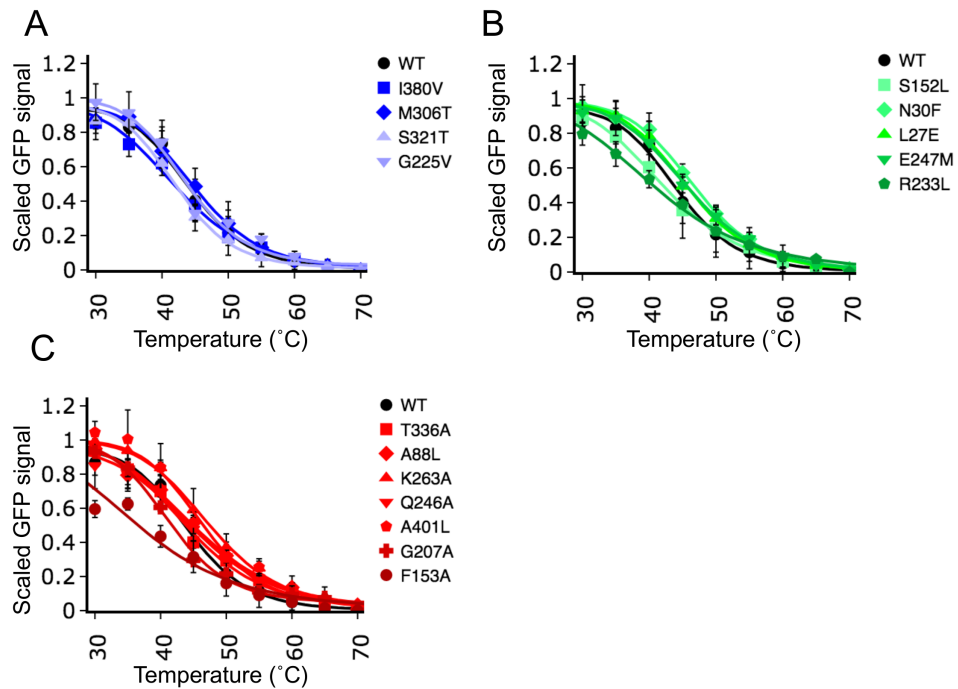 A
Scaled GFP signal
1.2
1
0.8
0.6
0.4
0.2
0
30
40
50
60
70
Temperature (˚C)
WT
I380V
M306T
S321T
G225V
B
Scaled GFP signal
1.2
1
0.8
0.6
0.4
0.2
0
30
40
50
60
70
Temperature (˚C)
WT
S152L
N30F
L27E
E247M
R233L
C
Scaled GFP signal
1.2
1
0.8
0.6
0.4
0.2
0
30
40
50
60
70
Temperature (˚C)
WT
T336A
A88L
K263A
Q246A
A401L
G207A
F153A